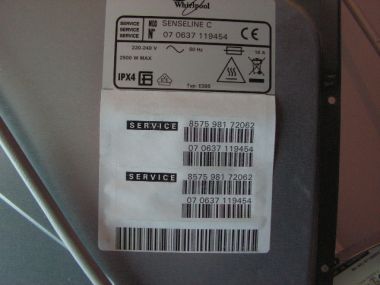 Whirlpool
SERVICE MOD SENSELINE C
SERVICE N° 07 0637 119454
SERVICE
220-240 V 50 Hz 10 A
2500 W MAX
IPX4
SERVICE 8575 981 72062
07 0637 119454
SERVICE 8575 981 72062
07 0637 119454